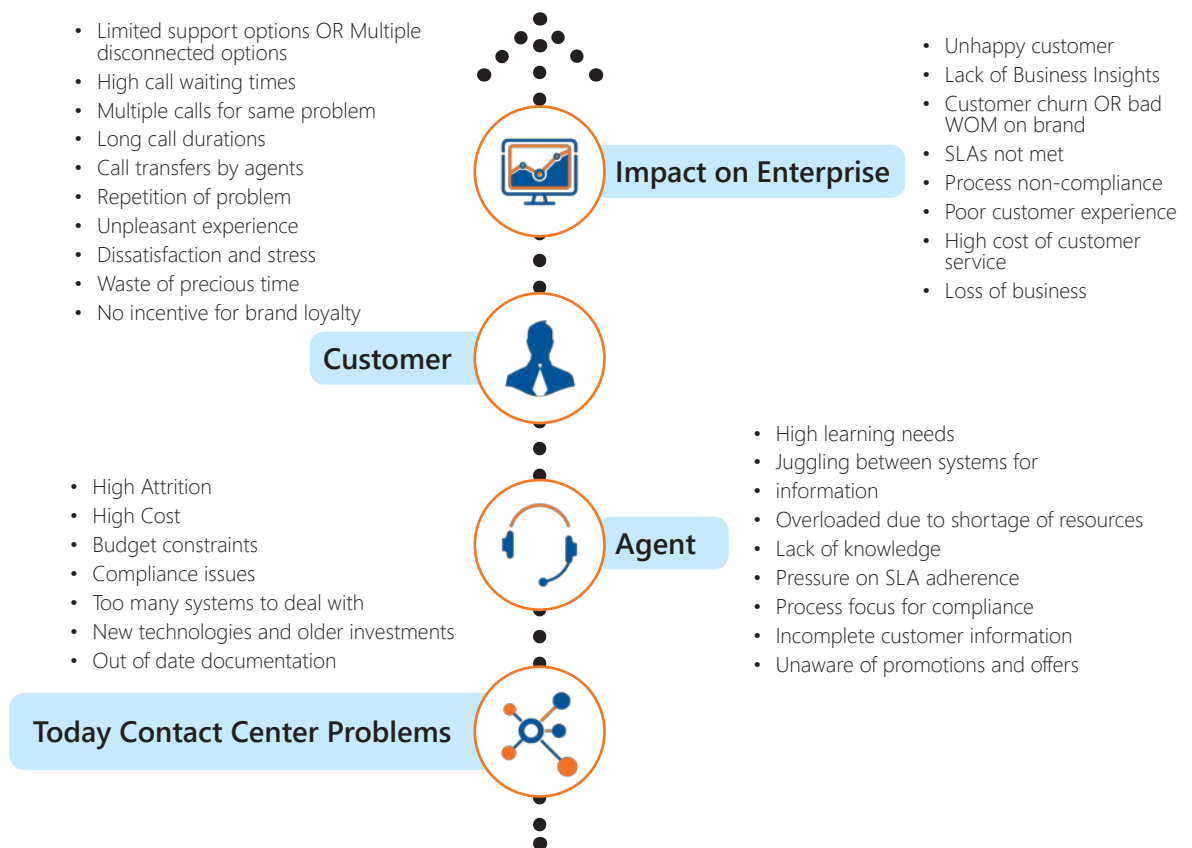 • Limited support options OR Multiple
disconnected options
• High call waiting times
• Multiple calls for same problem
• Long call durations
• Call transfers by agents
• Repetition of problem
• Unpleasant experience
• Dissatisfaction and stress
• Waste of precious time
• No incentive for brand loyalty
Customer
• Unhappy customer
• Lack of Business Insights
• Customer churn OR bad
WOM on brand
• SLAs not met
• Process non-compliance
• Poor customer experience
• High cost of customer
service
• Loss of business
Impact on Enterprise
• High Attrition
• High Cost
• Budget constraints
• Compliance issues
• Too many systems to deal with
• New technologies and older investments
• Out of date documentation
Today Contact Center Problems
• High learning needs
• Juggling between systems for
• information
• Overloaded due to shortage of resources
• Lack of knowledge
• Pressure on SLA adherence
• Process focus for compliance
• Incomplete customer information
• Unaware of promotions and offers
Agent